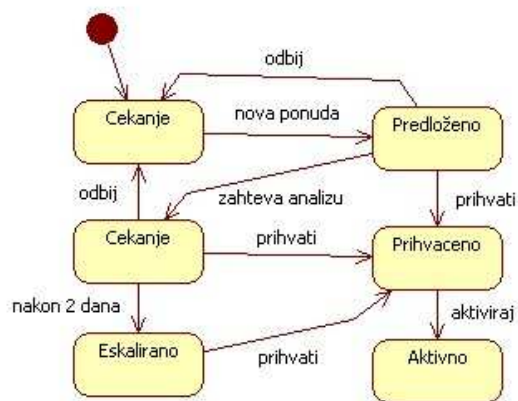 odbij
Cekanje
nova ponuda
Predloženo
odbij
zahteva analizu
prihvati
Cekanje
prihvati
Prihvaceno
nakon 2 dana
aktiviraj
Eskalirano
prihvati
Aktivno